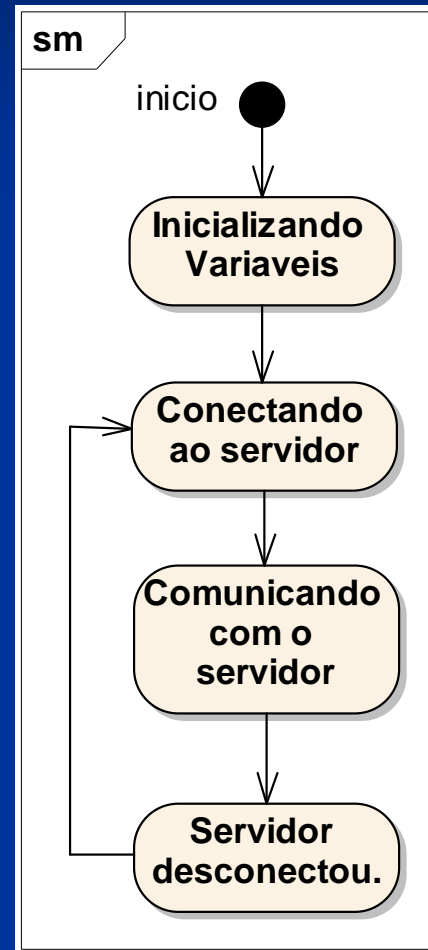 sm
inicio
Inicializando
Variaveis
Conectando
ao servidor
Comunicando
com o
servidor
Servidor
desconectou.